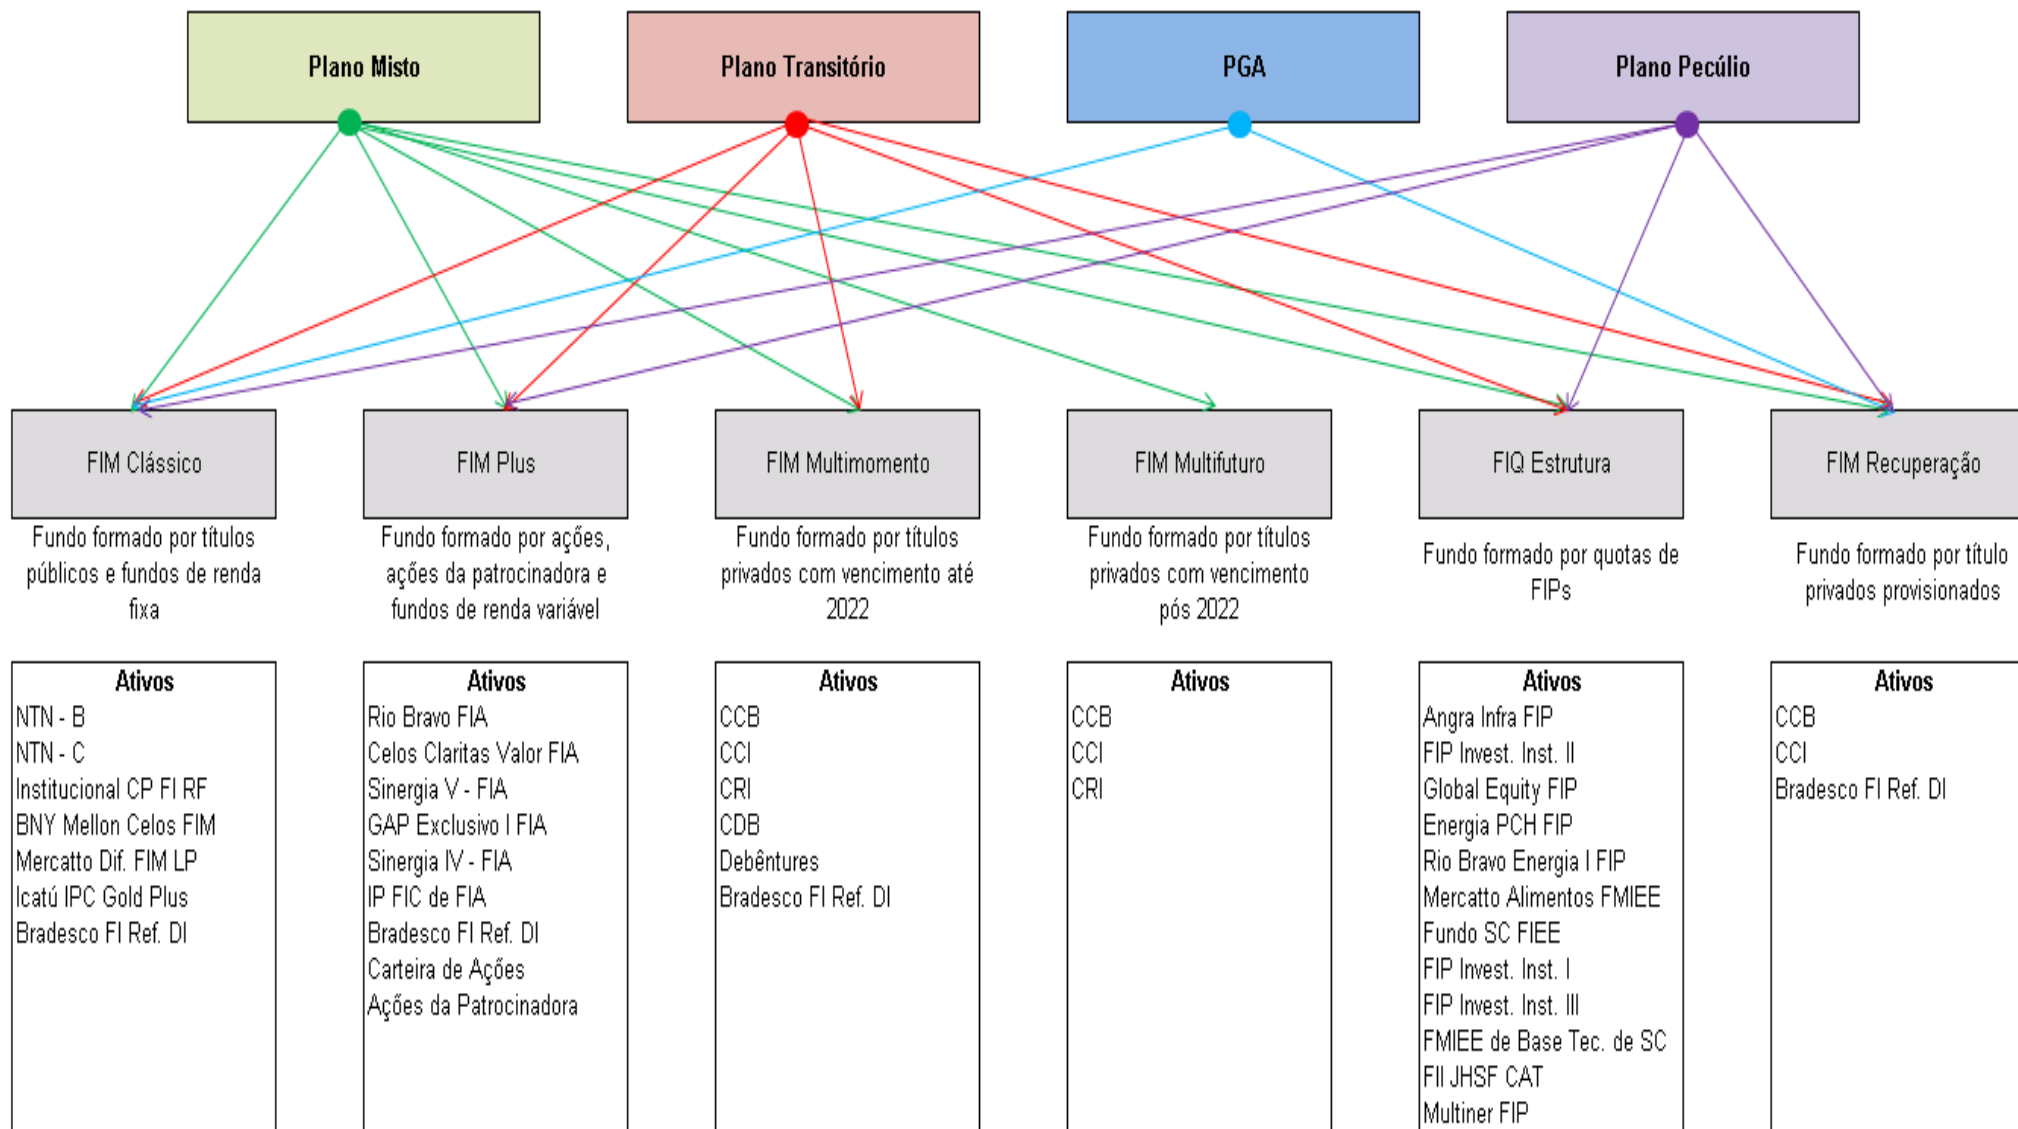 Plano Misto
Plano Transitório
PGA
Plano Pecúlio
FIM Clássico
FIM Plus
FIM Multimomento
FIM Multifuturo
FIQ Estrutura
FIM Recuperação
Fundo formado por títulos
públicos e fundos de renda
fixa
Fundo formado por ações,
ações da patrocinadora e
fundos de renda variável
Fundo formado por títulos
privados com vencimento até
2022
Fundo formado por títulos
privados com vencimento
pós 2022
Fundo formado por quotas de
FIPs
Fundo formado por título
privados provisionados
Ativos
NTN - B
NTN - C
Institucional CP FI RF
BNY Mellon Celos FIM
Mercatto Dif. FIM LP
Icatú IPC Gold Plus
Bradesco FI Ref. DI
Ativos
Rio Bravo FIA
Celos Claritas Valor FIA
Sinergia V - FIA
GAP Exclusivo I FIA
Sinergia IV - FIA
IP FIC de FIA
Bradesco FI Ref. DI
Carteira de Ações
Ações da Patrocinadora
Ativos
CCB
CCI
CRI
CDB
Debêntures
Bradesco FI Ref. DI
Ativos
CCB
CCI
CRI
Ativos
Angra Infra FIP
FIP Invest. Inst. II
Global Equity FIP
Energia PCH FIP
Rio Bravo Energia I FIP
Mercatto Alimentos FMIEE
Fundo SC FIEE
FIP Invest. Inst. I
FIP Invest. Inst. III
FMIEE de Base Tec. de SC
FII JHSF CAT
Multiner FIP
Ativos
CCB
CCI
Bradesco FI Ref. DI